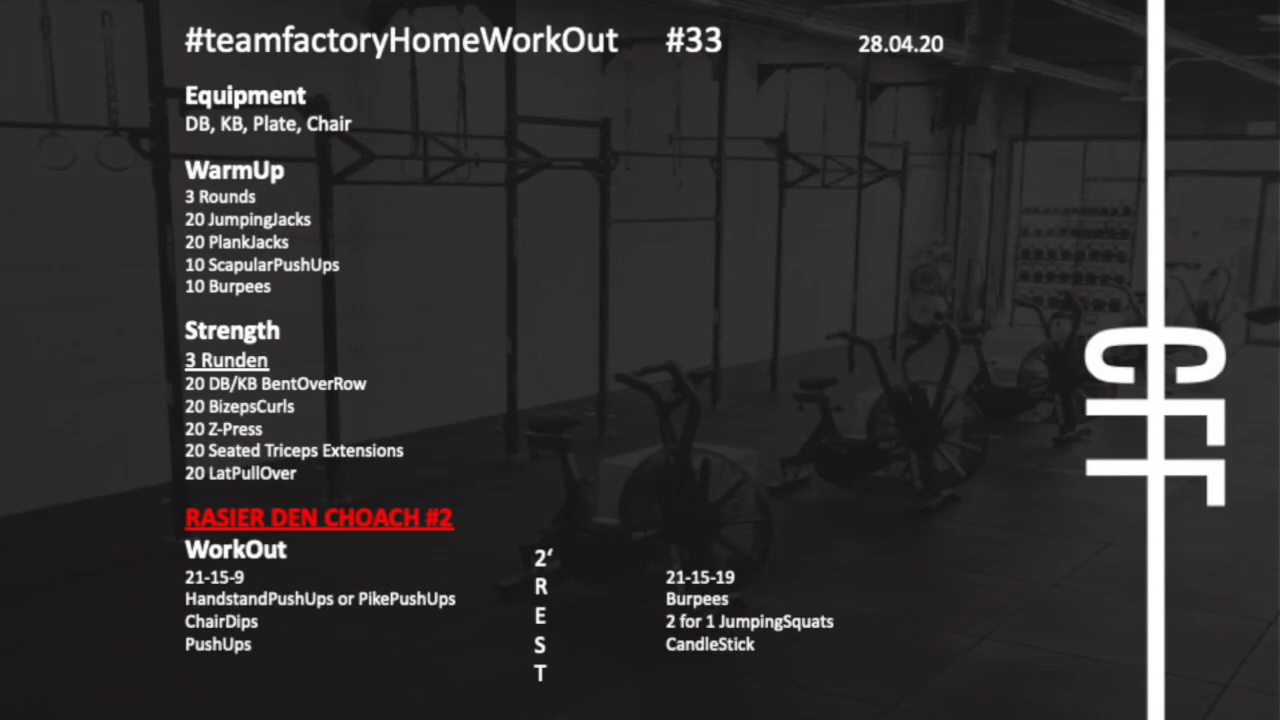 #teamfactoryHomeWorkOut #33 28.04.20
Equipment
DB, KB, Plate, Chair
WarmUp
3 Rounds
20 JumpingJacks
20 PlankJacks
10 ScapularPushUps
10 Burpees
Strength
3 Runden
20 DB/KB BentOverRow
20 BizepsCurls
20 Z-Press
20 Seated Triceps Extensions
20 LatPullOver
RASIER DEN CHOACH #2
WorkOut
21-15-9
HandstandPushUps or PikePushUps
ChairDips
PushUps
2‘
R
E
S
T
21-15-19
Burpees
2 for 1 JumpingSquats
CandleStick
CFF